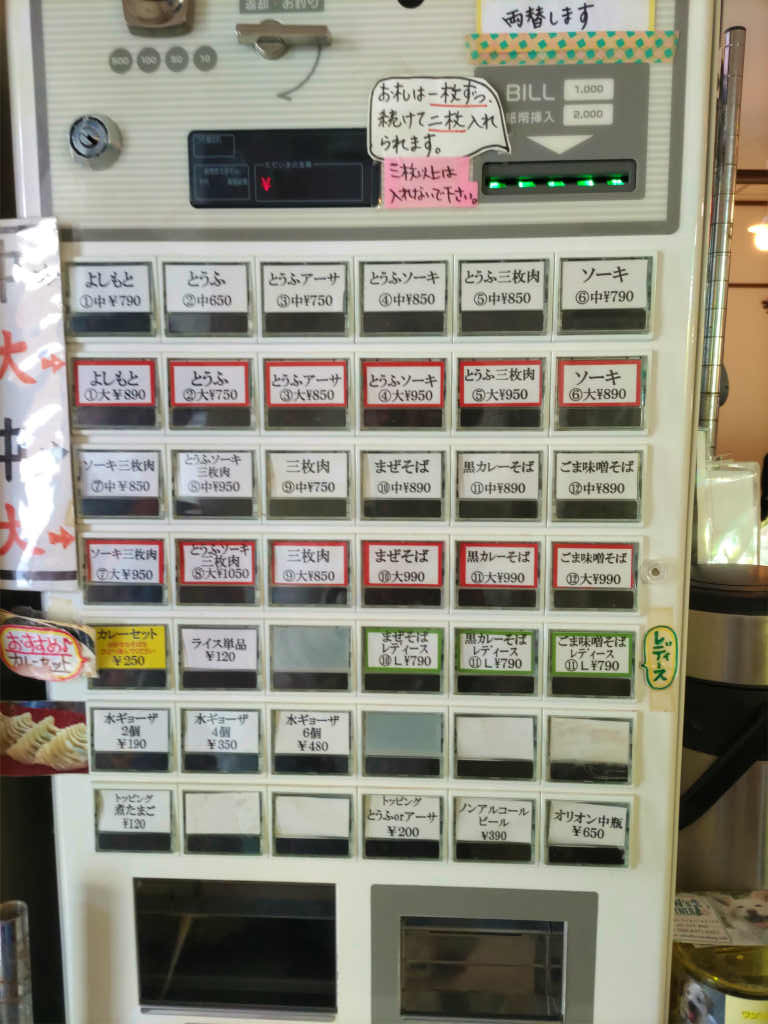 返却・お釣り
両替します
500 100 50 10
お札は一枚ずつ、
続けて二枚入れ
られます。
三枚以上は
入れないで下さい。
BILL
紙幣挿入
1,000
2,000
¥
よしもと
①中¥790
とうふ
②中650
とうふアーサ
③中¥750
とうふソーキ
④中¥850
とうふ三枚肉
⑤中¥850
ソーキ
⑥中¥790
よしもと
①大¥890
とうふ
②大¥750
とうふアーサ
③大¥850
とうふソーキ
④大¥950
とうふ三枚肉
⑤大¥950
ソーキ
⑥大¥890
ソーキ三枚肉
⑦中¥850
とうふソーキ
三枚肉
⑧中¥950
三枚肉
⑨中¥750
まぜそば
⑩中¥890
黒カレーそば
⑪中¥890
ごま味噌そば
⑫中¥890
ソーキ三枚肉
⑦大¥950
とうふソーキ
三枚肉
⑧大¥1050
三枚肉
⑨大¥850
まぜそば
⑩大¥990
黒カレーそば
⑪大¥990
ごま味噌そば
⑫大¥990
大
大
おすすめ♪
カレーセット
カレーセット
¥250
ライス単品
¥120
まぜそば
レディース
⑩L¥790
黒カレーそば
レディース
⑪L¥790
ごま味噌そば
レディース
⑪L¥790
レディース
水ギョーザ
2個
¥190
水ギョーザ
4個
¥350
水ギョーザ
6個
¥480
トッピング
煮たまご
¥120
トッピング
とうふorアーサ
¥200
ノンアルコール
ビール
¥390
オリオン中瓶
¥650